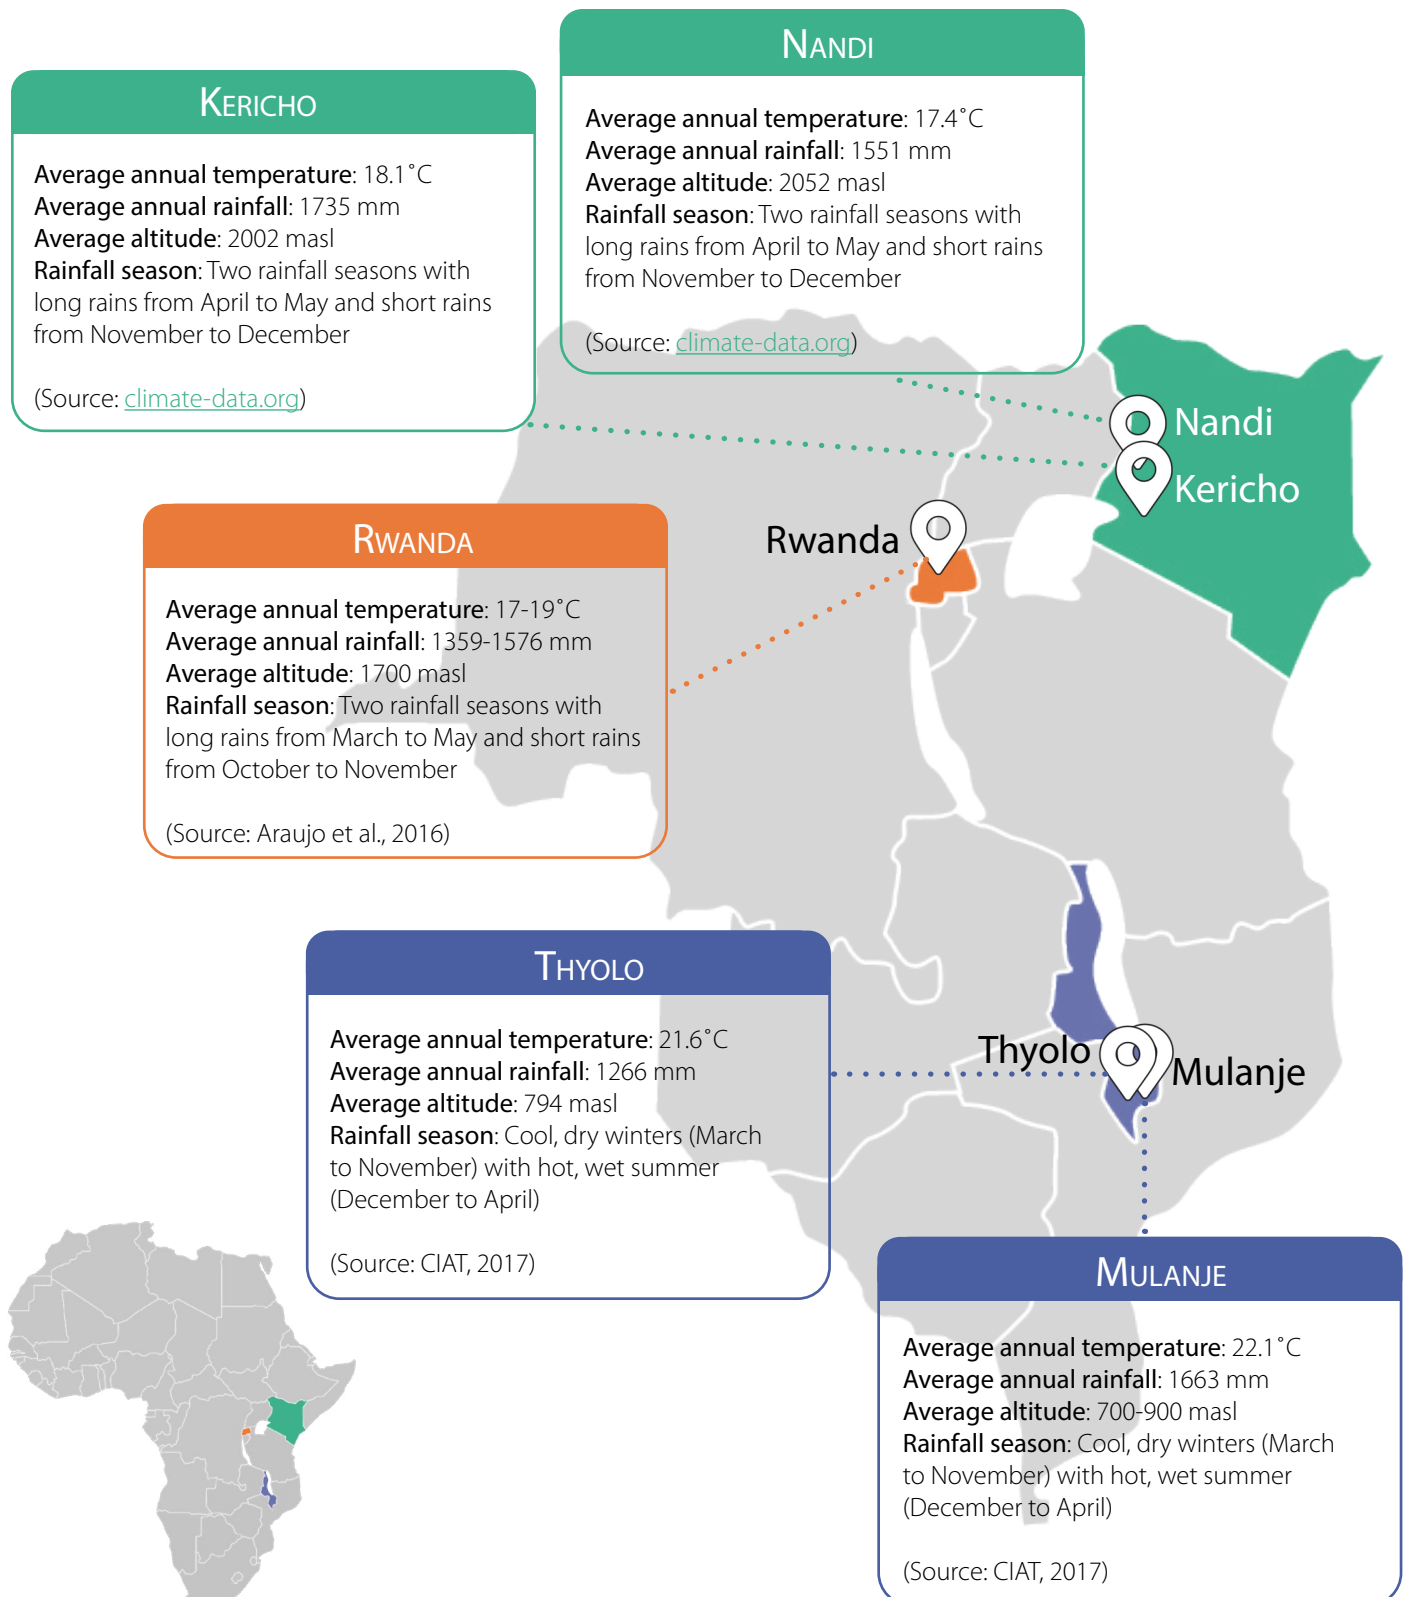 NANDI
Average annual temperature: 17.4˚C
Average annual rainfall: 1551 mm
Average altitude: 2052 masl
Rainfall season: Two rainfall seasons with
long rains from April to May and short rains
from November to December
(Source: climate-data.org)
KERICHO
Average annual temperature: 18.1˚C
Average annual rainfall: 1735 mm
Average altitude: 2002 masl
Rainfall season: Two rainfall seasons with
long rains from April to May and short rains
from November to December
(Source: climate-data.org)
Nandi
Kericho
Rwanda
RWANDA
Average annual temperature: 17-19˚C
Average annual rainfall: 1359-1576 mm
Average altitude: 1700 masl
Rainfall season: Two rainfall seasons with
long rains from March to May and short rains
from October to November
(Source: Araujo et al., 2016)
THYOLO
Average annual temperature: 21.6˚C
Average annual rainfall: 1266 mm
Average altitude: 794 masl
Rainfall season: Cool, dry winters (March
to November) with hot, wet summer
(December to April)
(Source: CIAT, 2017)
Thyolo
Mulanje
MULANJE
Average annual temperature: 22.1˚C
Average annual rainfall: 1663 mm
Average altitude: 700-900 masl
Rainfall season: Cool, dry winters (March
to November) with hot, wet summer
(December to April)
(Source: CIAT, 2017)